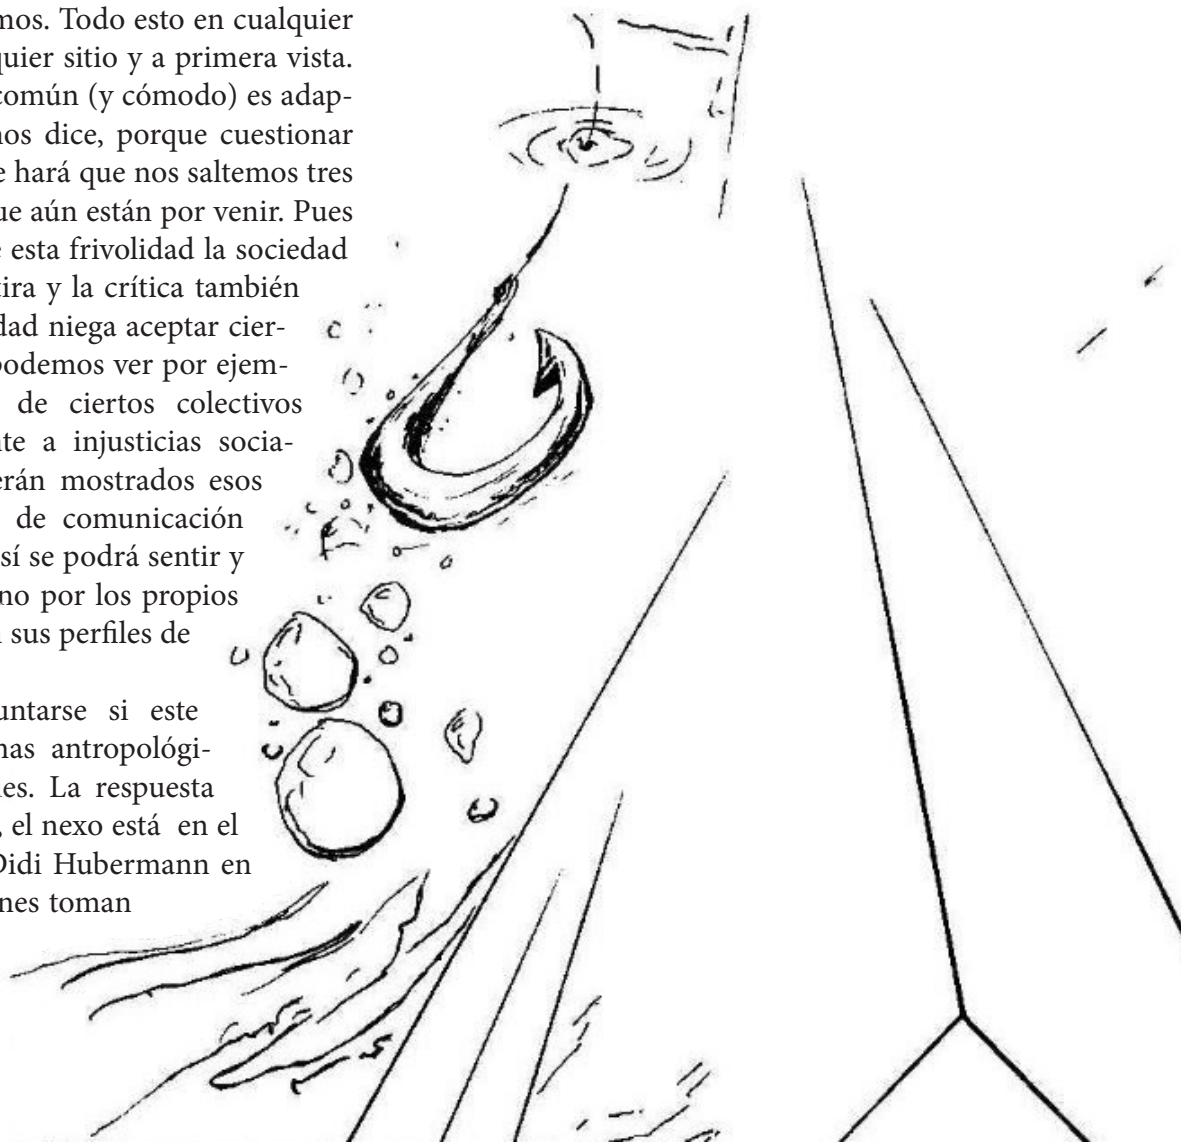 mos. Todo esto en cualquier
quier sitio y a primera vista.
común (y cómodo) es adap-
nos dice, porque cuestionar
e hará que nos saltemos tres
ue aún están por venir. Pues
e esta frivolidad la sociedad
tira y la crítica también
dad niega aceptar cier-
podemos ver por ejem-
de ciertos colectivos
te a injusticias socia-
erán mostrados esos
de comunicación
sí se podrá sentir y
no por los propios
n sus perfiles de
untarse si este
nas antropológi-
es. La respuesta
, el nexo está en el
Didi Hubermann en
nes toman